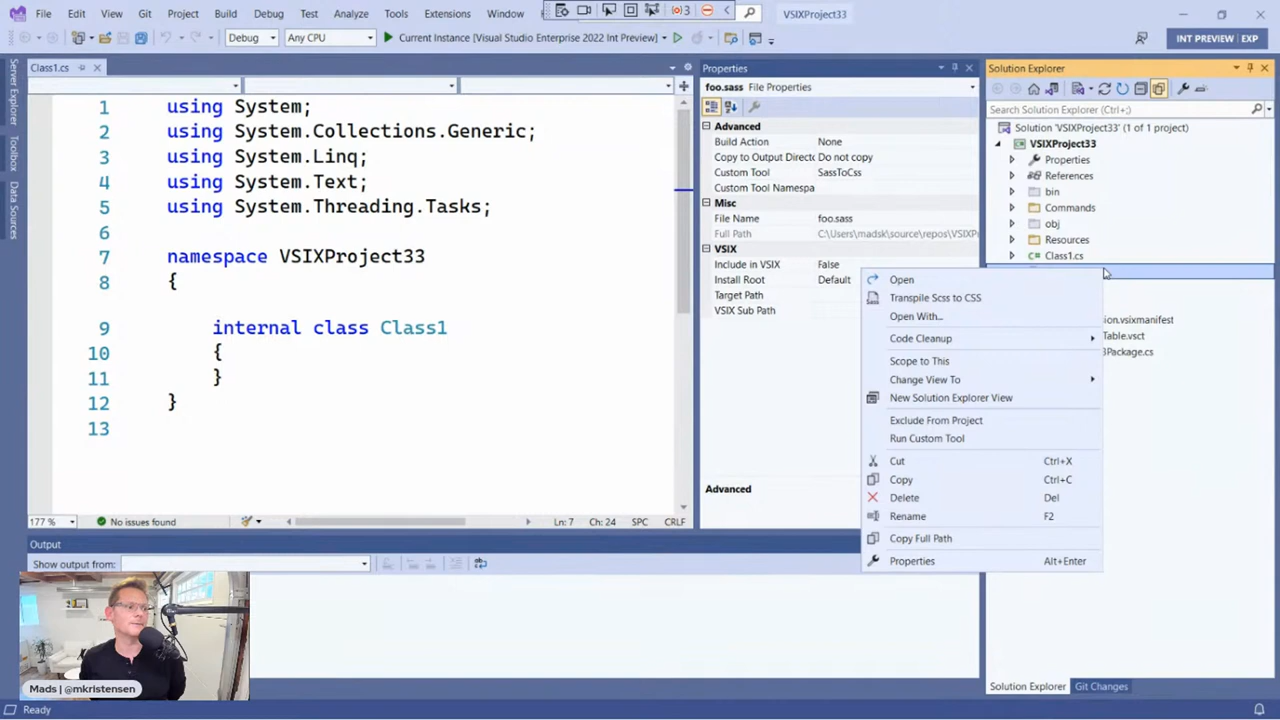 File Edit View Git Project Build Debug Test Analyze Tools Extensions Window
3
VSIXProject33
Debug
Any CPU
Current Instance (Visual Studio Enterprise 2022 Int Preview)
INT PREVIEW | EXP
Server Explorer
Toolbox
Data Sources
Class1.cs
1 using System;
2 using System.Collections.Generic;
3 using System.Linq;
4 using System.Text;
5 using System.Threading.Tasks;
6
7 namespace VSIXProject33
8 {
9 internal class Class1
10 {
11 }
12 }
13
177 %
No issues found
Ln: 7 Ch: 24 SPC CRLF
Output
Show output from:
Properties
foo.sass File Properties
Advanced
Build Action None
Copy to Output Direct Do not copy
Custom Tool SassToCss
Custom Tool Namespa
Misc
File Name foo.sass
Full Path C:\Users\madsk\source\repos\VSIXP
VSIX
Include in VSIX False
Install Root Default
Target Path
VSIX Sub Path
Advanced
Open
Transpile Scss to CSS
Open With...
Code Cleanup
Scope to This
Change View To
New Solution Explorer View
Exclude From Project
Run Custom Tool
Cut Ctrl+X
Copy Ctrl+C
Delete Del
Rename F2
Copy Full Path
Properties Alt+Enter
Solution Explorer
Search Solution Explorer (Ctrl+;)
Solution 'VSIXProject33' (1 of 1 project)
VSIXProject33
Properties
References
bin
Commands
obj
Resources
Class1.cs
ion.vsixmanifest
Table.vsct
3Package.cs
Solution Explorer Git Changes
Mads | @mkristensen
Ready